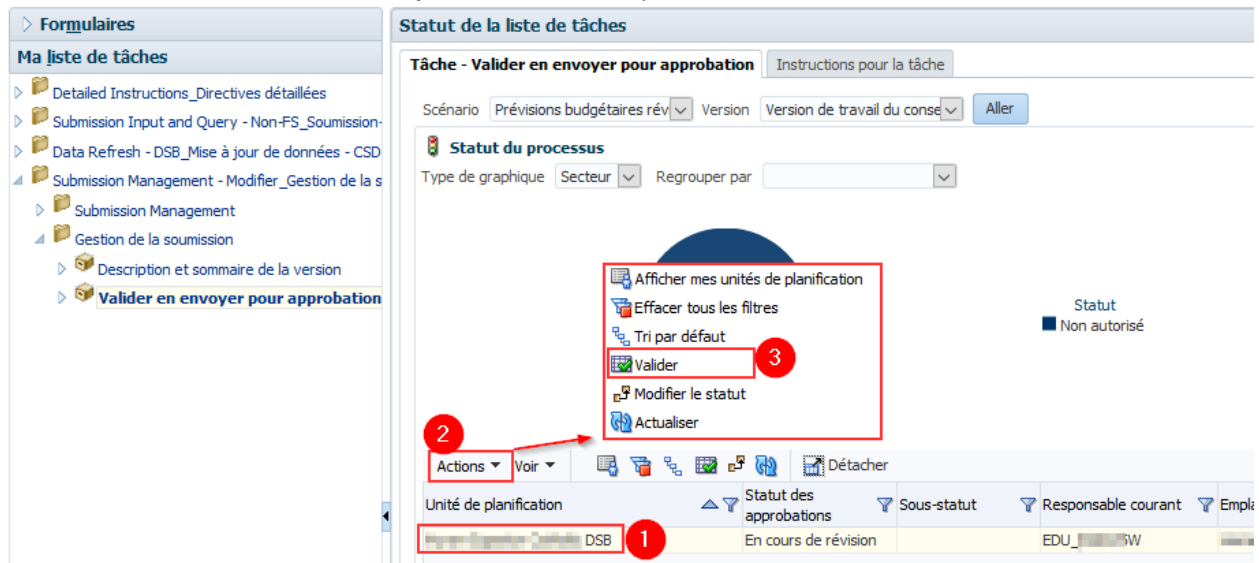 Formulaires
Ma liste de tâches
Detailed Instructions_Directives détaillées
Submission Input and Query - Non-FS_Soumission-
Data Refresh - DSB_Mise à jour de données - CSD
Submission Management - Modifier_Gestion de la s
Submission Management
Gestion de la soumission
Description et sommaire de la version
Valider en envoyer pour approbation
Statut de la liste de tâches
Tâche - Valider en envoyer pour approbation Instructions pour la tâche
Scénario Prévisions budgétaires rév Version Version de travail du conse Aller
Statut du processus
Type de graphique Secteur Regrouper par
Afficher mes unités de planification
Effacer tous les filtres
Tri par défaut
Valider 3
Modifier le statut
Actualiser
Statut
Non autorisé
2
Actions Voir Détacher
Unité de planification Statut des approbations Sous-statut Responsable courant Empla
DSB 1 En cours de révision EDU_ SW